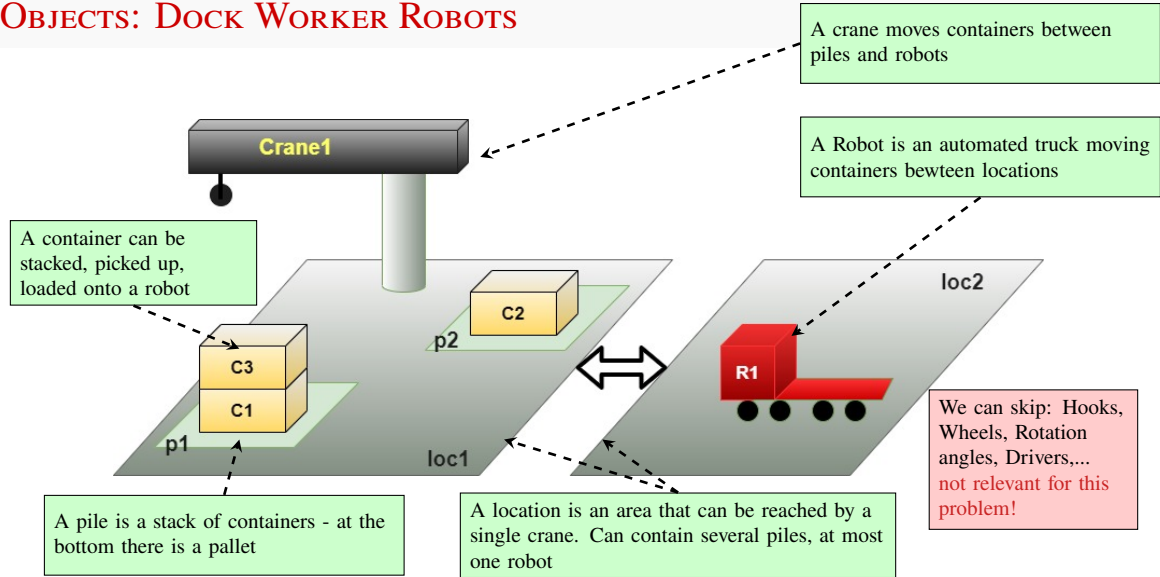 OBJECTS: DOCK WORKER ROBOTS
A crane moves containers between
piles and robots
Crane1
A Robot is an automated truck moving
containers bewteen locations
A container can be
stacked, picked up,
loaded onto a robot
loc2
C2
p2
C3
R1
C1
p1
loc1
We can skip: Hooks,
Wheels, Rotation
angles, Drivers,...
not relevant for this
problem!
A pile is a stack of containers - at the
bottom there is a pallet
A location is an area that can be reached by a
single crane. Can contain several piles, at most
one robot